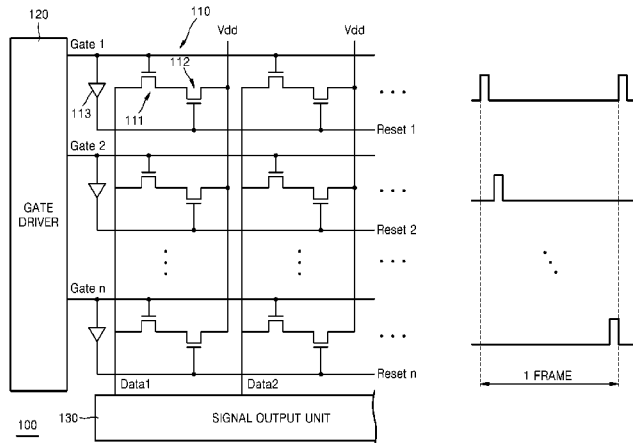 120
Gate 1
110
Vdd
Vdd
112
113
111
Reset 1
Gate 2
GATE
DRIVER
Reset 2
Gate n
Reset n
Data1
Data2
1 FRAME
100
130
SIGNAL OUTPUT UNIT